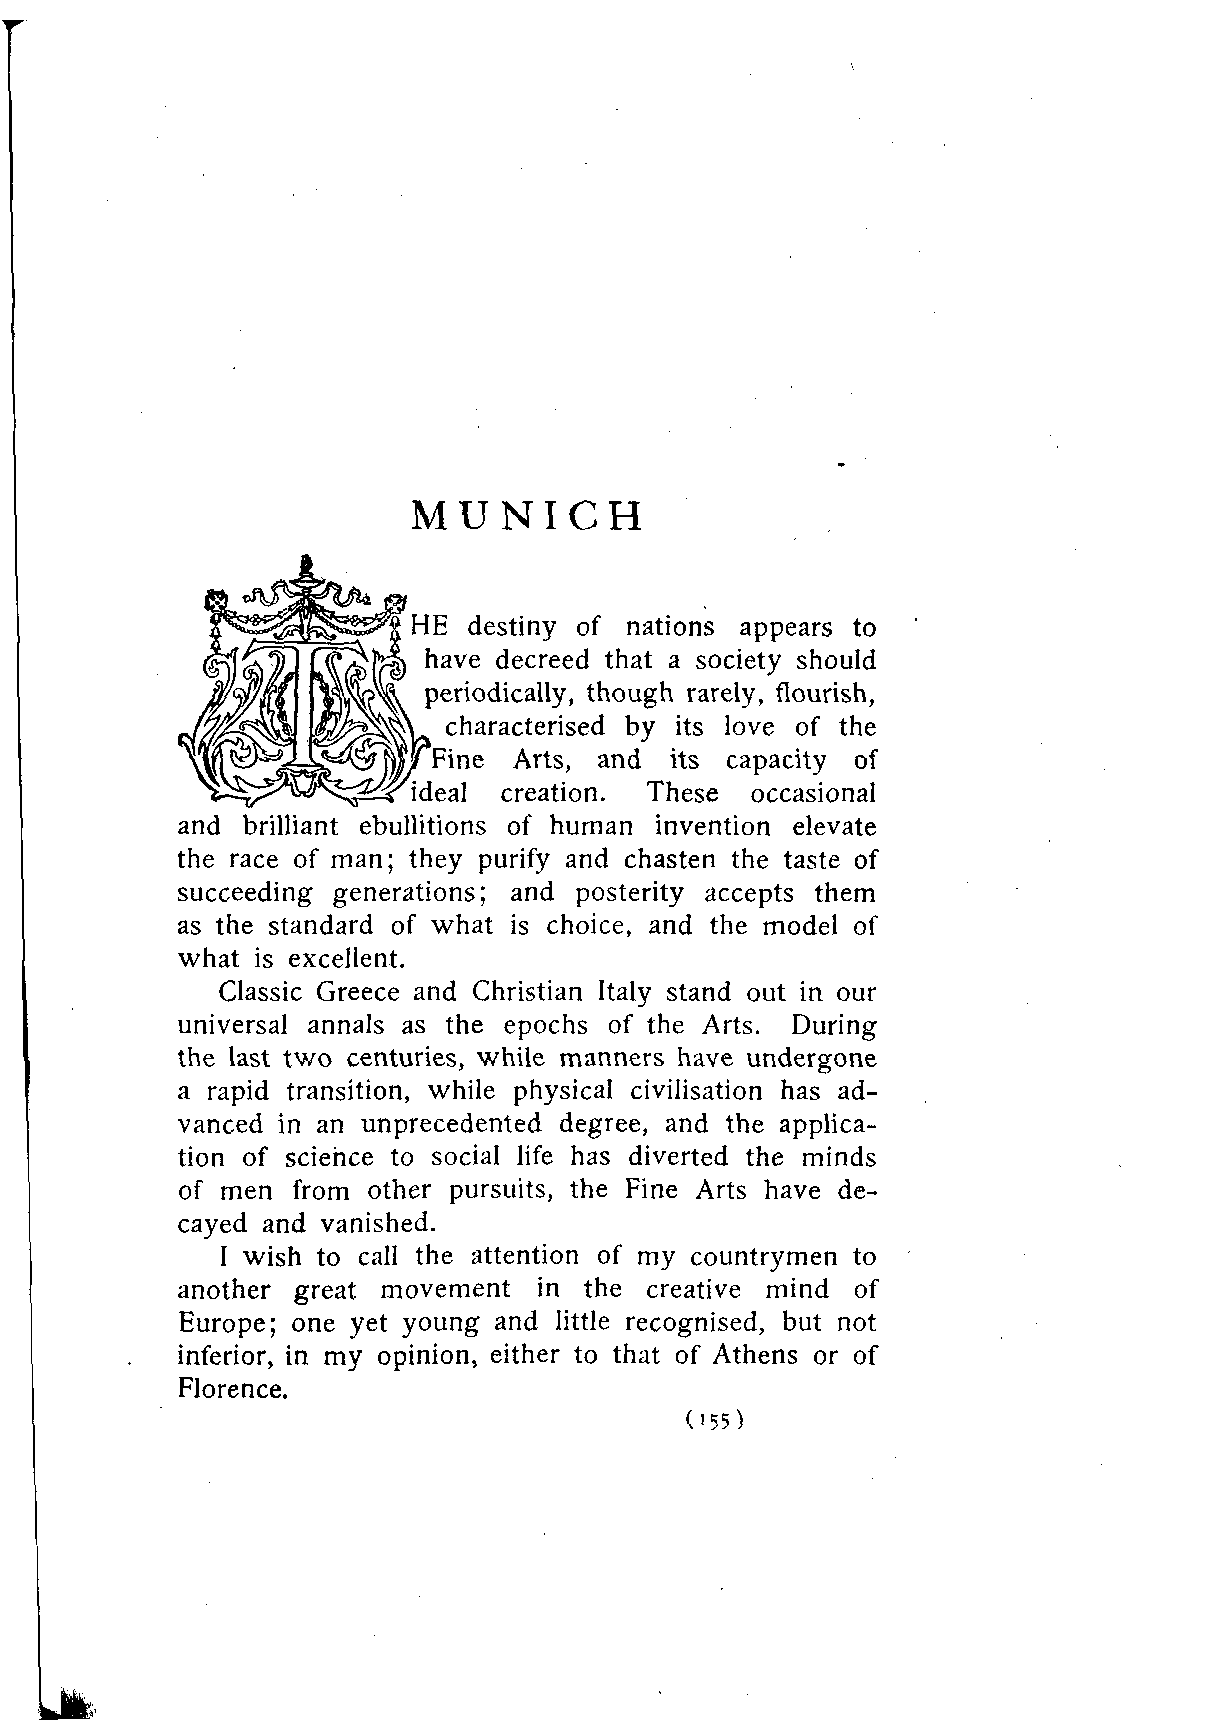 MUNICH
THE destiny of nations appears to
have decreed that a society should
periodically, though rarely, flourish,
characterised by its love of the
Fine Arts, and its capacity of
ideal creation. These occasional
and brilliant ebullitions of human invention elevate
the race of man; they purify and chasten the taste of
succeeding generations; and posterity accepts them
as the standard of what is choice, and the model of
what is excellent.
Classic Greece and Christian Italy stand out in our
universal annals as the epochs of the Arts. During
the last two centuries, while manners have undergone
a rapid transition, while physical civilisation has ad-
vanced in an unprecedented degree, and the applica-
tion of science to social life has diverted the minds
of men from other pursuits, the Fine Arts have de-
cayed and vanished.
I wish to call the attention of my countrymen to
another great movement in the creative mind of
Europe; one yet young and little recognised, but not
inferior, in my opinion, either to that of Athens or of
Florence.
(155)